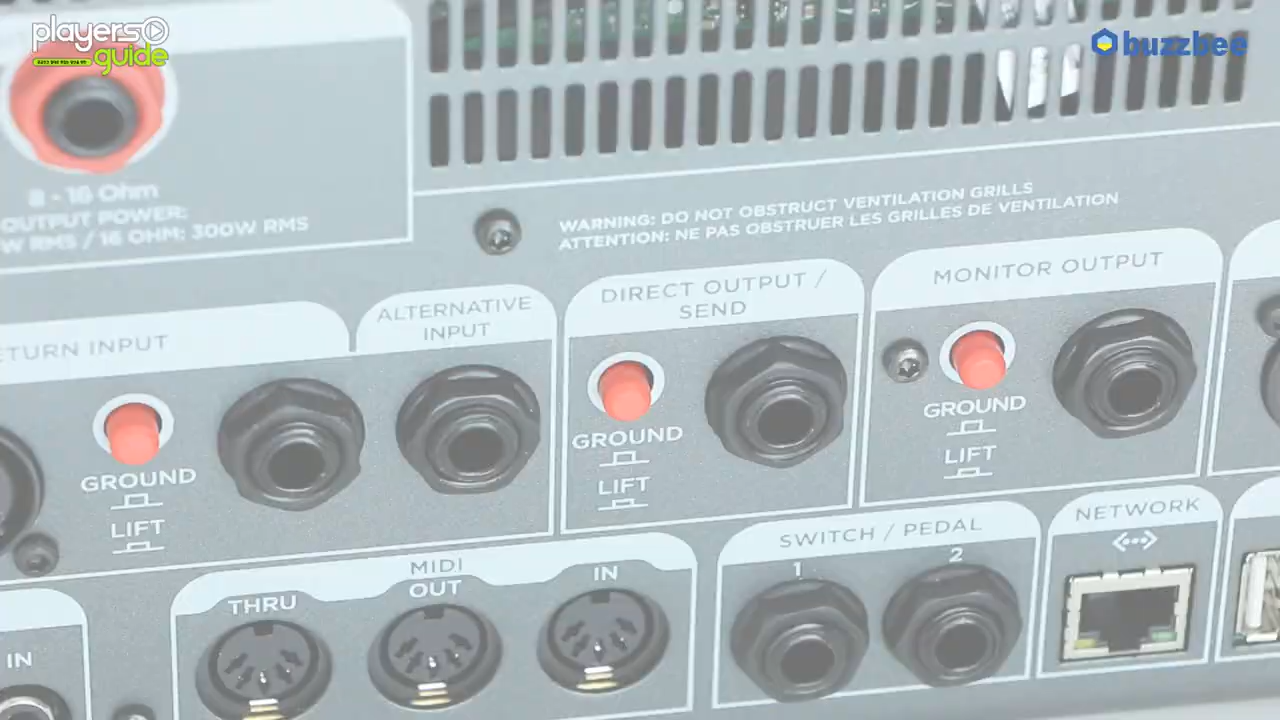 players
guide
buzzbee
8 - 16 Ohm
OUTPUT POWER:
W RMS / 16 OHM: 300W RMS
WARNING: DO NOT OBSTRUCT VENTILATION GRILLS
ATTENTION: NE PAS OBSTRUER LES GRILLES DE VENTILATION
ETURN INPUT
ALTERNATIVE
INPUT
DIRECT OUTPUT /
SEND
MONITOR OUTPUT
GROUND
LIFT
GROUND
LIFT
GROUND
LIFT
MIDI
THRU
OUT
IN
SWITCH / PEDAL
1
2
NETWORK
IN